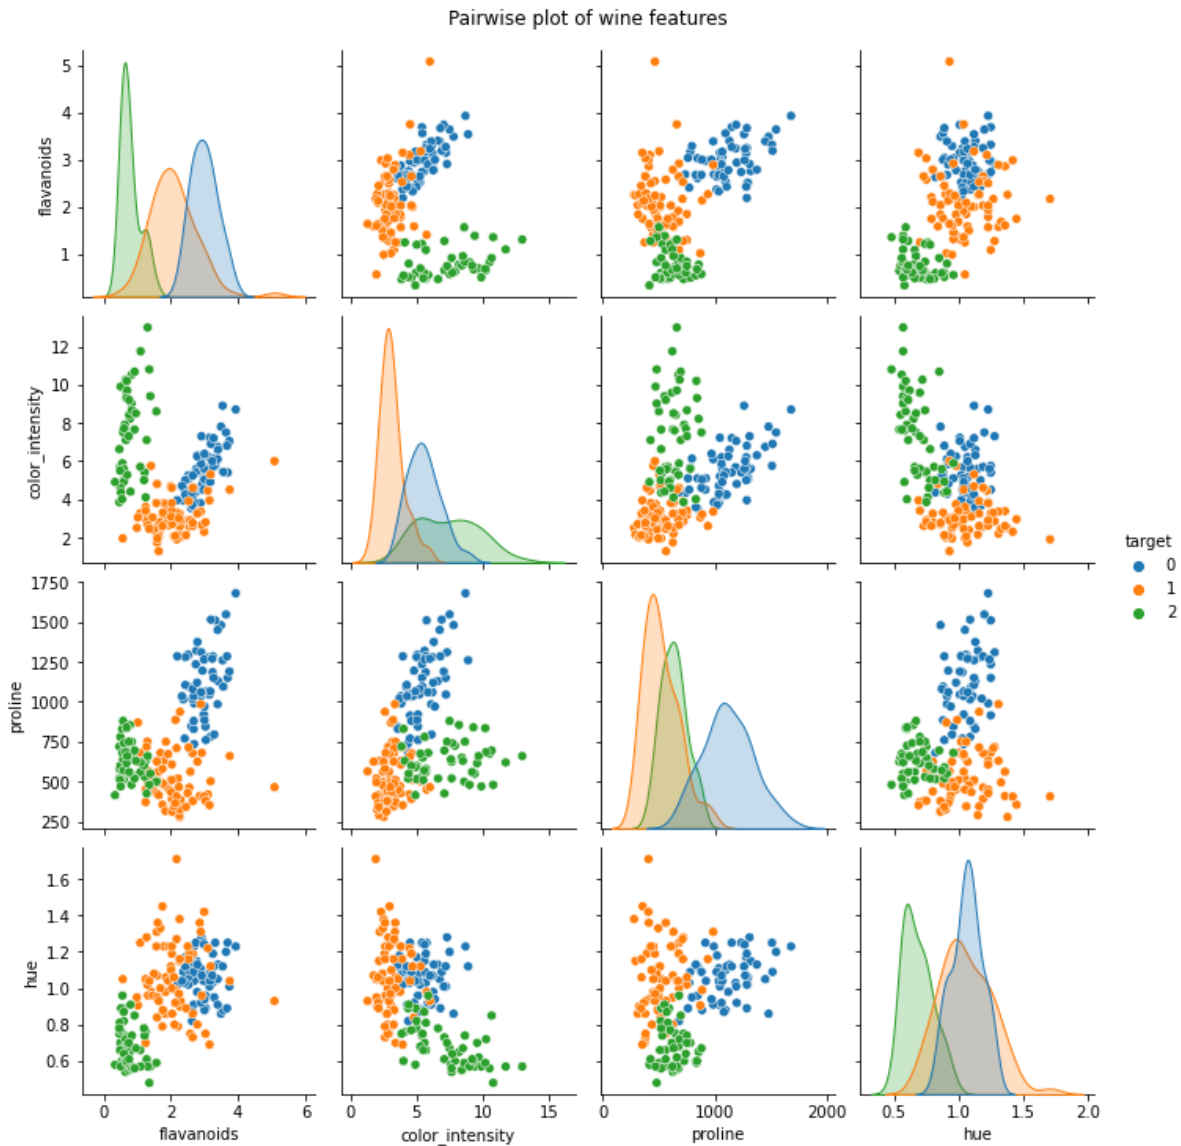 Pairwise plot of wine features
5
4
3
2
1
flavanoids
12
10
8
6
4
2
color_intensity
target
0
1
2
1750
1500
1250
1000
750
500
250
proline
1.6
1.4
1.2
1.0
0.8
0.6
hue
0 2 4 6
flavanoids
0 5 10 15
color_intensity
0 1000 2000
proline
0.5 1.0 1.5 2.0
hue